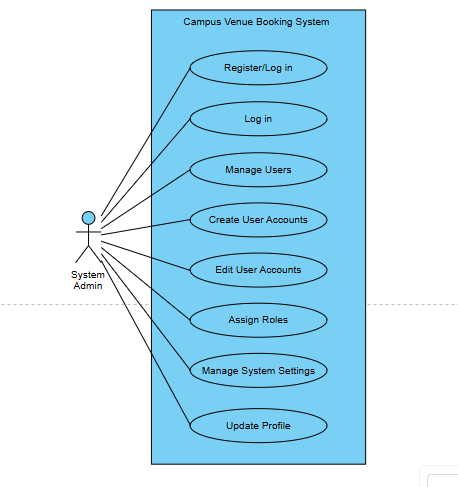 Campus Venue Booking System
Register/Log in
Log in
Manage Users
Create User Accounts
Edit User Accounts
Assign Roles
Manage System Settings
Update Profile
System
Admin